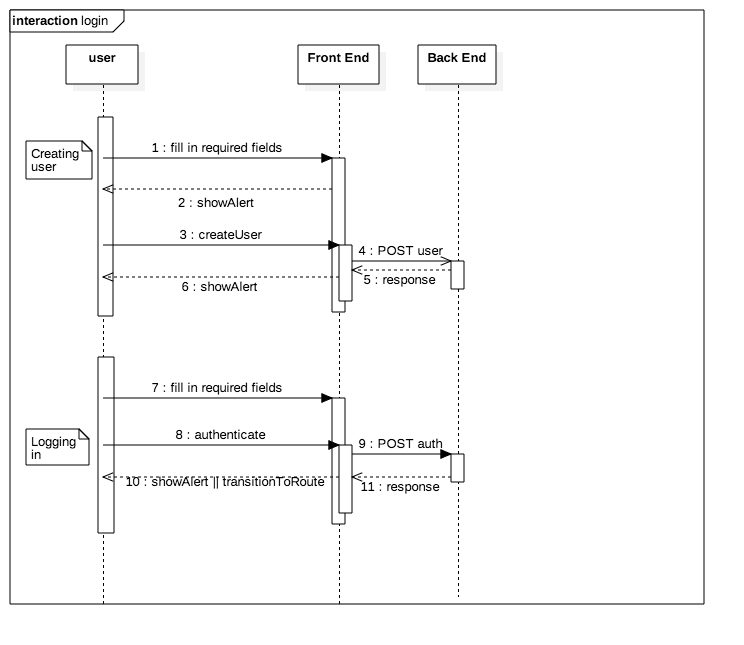 interaction login
user
Front End
Back End
Creating
user
1 : fill in required fields
2 : showAlert
3 : createUser
4 : POST user
5 : response
6 : showAlert
7 : fill in required fields
Logging
in
8 : authenticate
9 : POST auth
10 : showAlert || transitionToRoute
11 : response